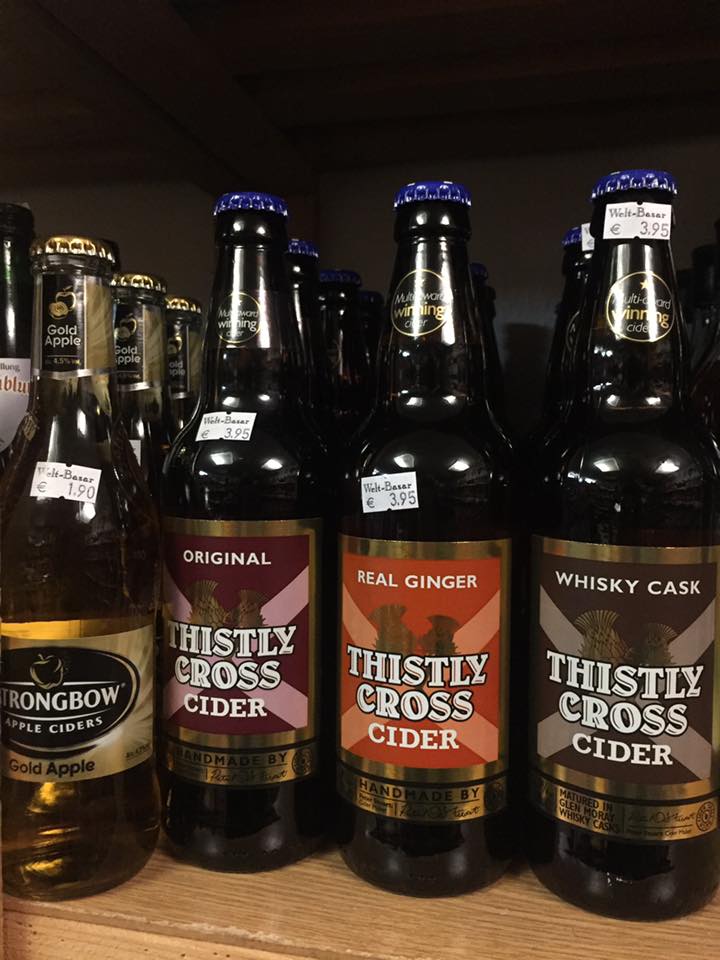 Gold
Apple
4,5% vol.
Welt-Basar
€ 1.90
STRONGBOW
APPLE CIDERS
Gold Apple
Gold
Apple
Multi-award
winning
cider
Welt-Basar
€ 3.95
ORIGINAL
THISTLY
CROSS
CIDER
HANDMADE BY
Multi-award
winning
cider
Welt-Basar
€ 3.95
REAL GINGER
THISTLY
CROSS
CIDER
HANDMADE BY
Welt-Basar
€ 3.95
Multi-award
winning
cider
WHISKY CASK
THISTLY
CROSS
CIDER
MATURED IN
GLEN MORAY
WHISKY CASKS